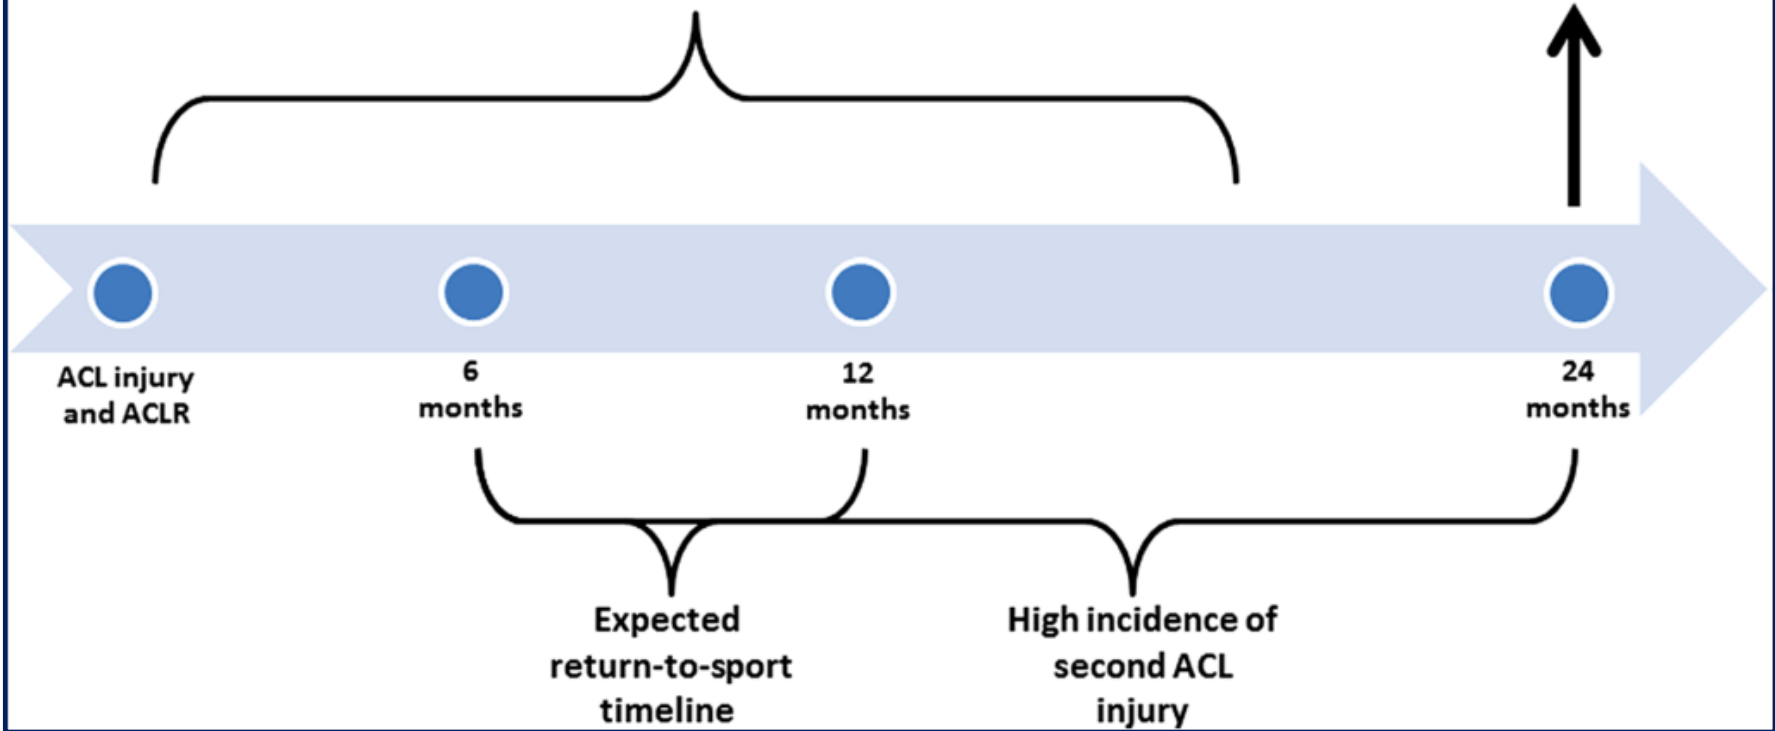 ACL injury
and ACLR
6
months
12
months
24
months
Expected
return-to-sport
timeline
High incidence of
second ACL
injury